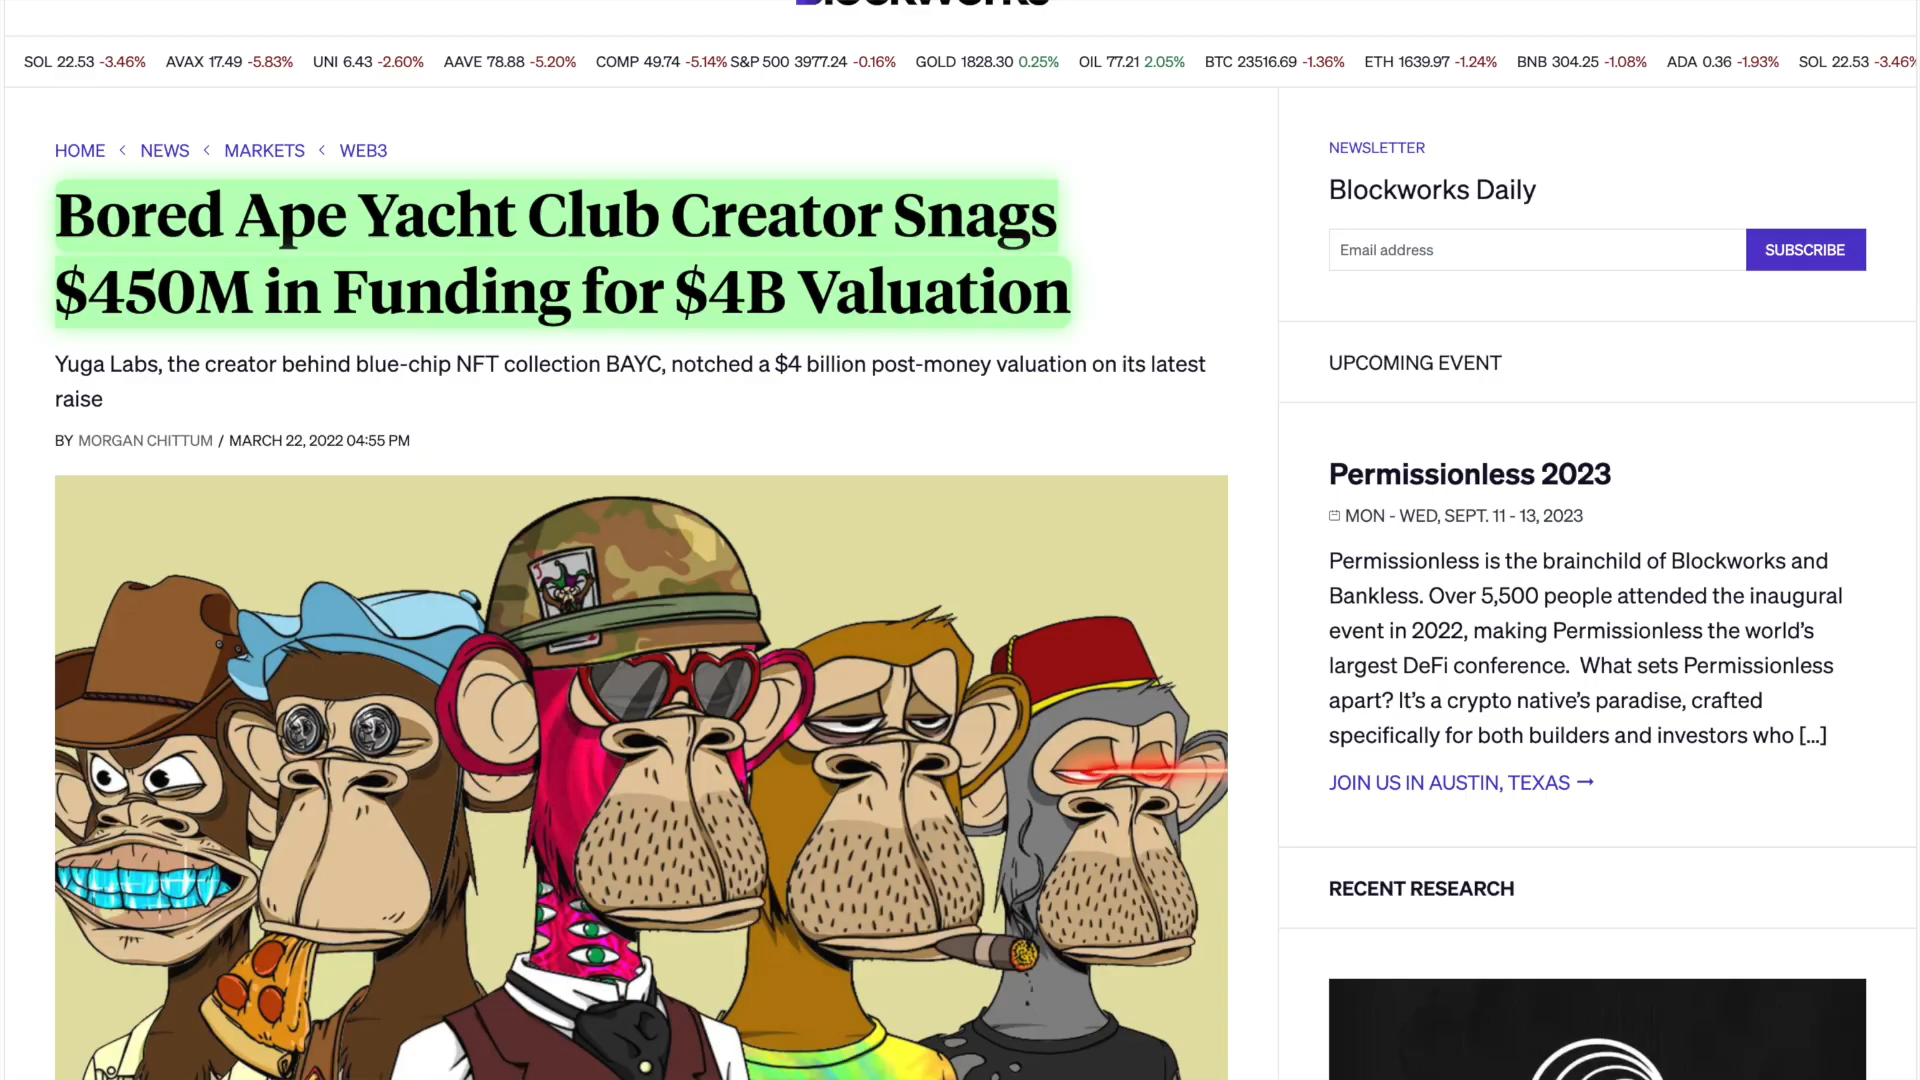 Blockworks
SOL 22.53 -3.46% AVAX 17.49 -5.83% UNI 6.43 -2.60% AAVE 78.88 -5.20% COMP 49.74 -5.14% S&P 500 3977.24 -0.16% GOLD 1828.30 0.25% OIL 77.21 2.05% BTC 23516.69 -1.36% ETH 1639.97 -1.24% BNB 304.25 -1.08% ADA 0.36 -1.93% SOL 22.53 -3.46%
HOME < NEWS < MARKETS < WEB3
Bored Ape Yacht Club Creator Snags
$450M in Funding for $4B Valuation
Yuga Labs, the creator behind blue-chip NFT collection BAYC, notched a $4 billion post-money valuation on its latest
raise
BY MORGAN CHITTUM / MARCH 22, 2022 04:55 PM
J
NEWSLETTER
Blockworks Daily
Email address
SUBSCRIBE
UPCOMING EVENT
Permissionless 2023
MON - WED, SEPT. 11 - 13, 2023
Permissionless is the brainchild of Blockworks and
Bankless. Over 5,500 people attended the inaugural
event in 2022, making Permissionless the world’s
largest DeFi conference.  What sets Permissionless
apart? It’s a crypto native’s paradise, crafted
specifically for both builders and investors who [...]
JOIN US IN AUSTIN, TEXAS →
RECENT RESEARCH